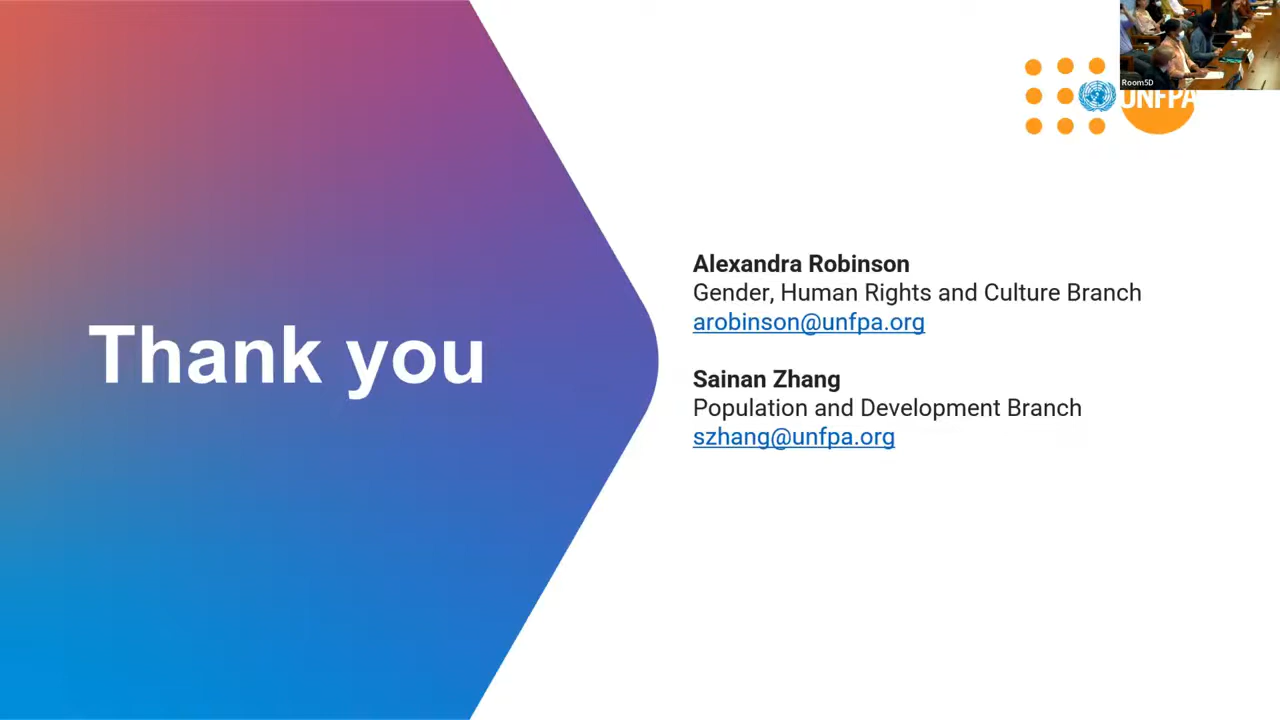 Room5D
UNFPA
Thank you
Alexandra Robinson
Gender, Human Rights and Culture Branch
arobinson@unfpa.org
Sainan Zhang
Population and Development Branch
szhang@unfpa.org